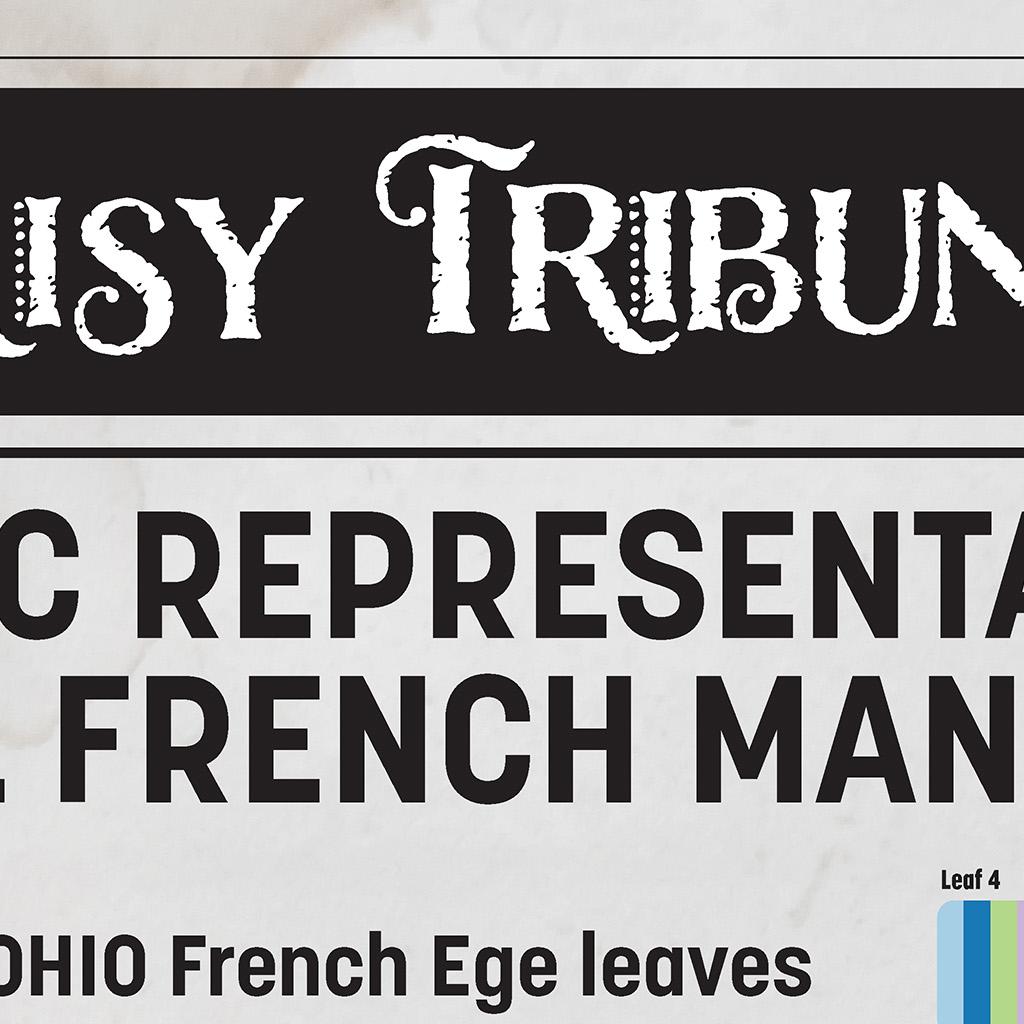 ISY TRIBUN
C REPRESENTA
FRENCH MAN
Leaf 4
OHIO French Ege leaves